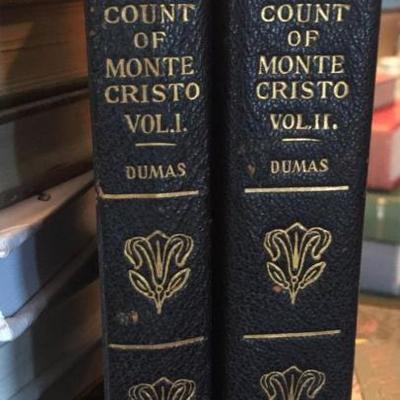 COUNT
OF
MONTE
CRISTO
VOL.I.
DUMAS
COUNT
OF
MONTE
CRISTO
VOL.II.
DUMAS